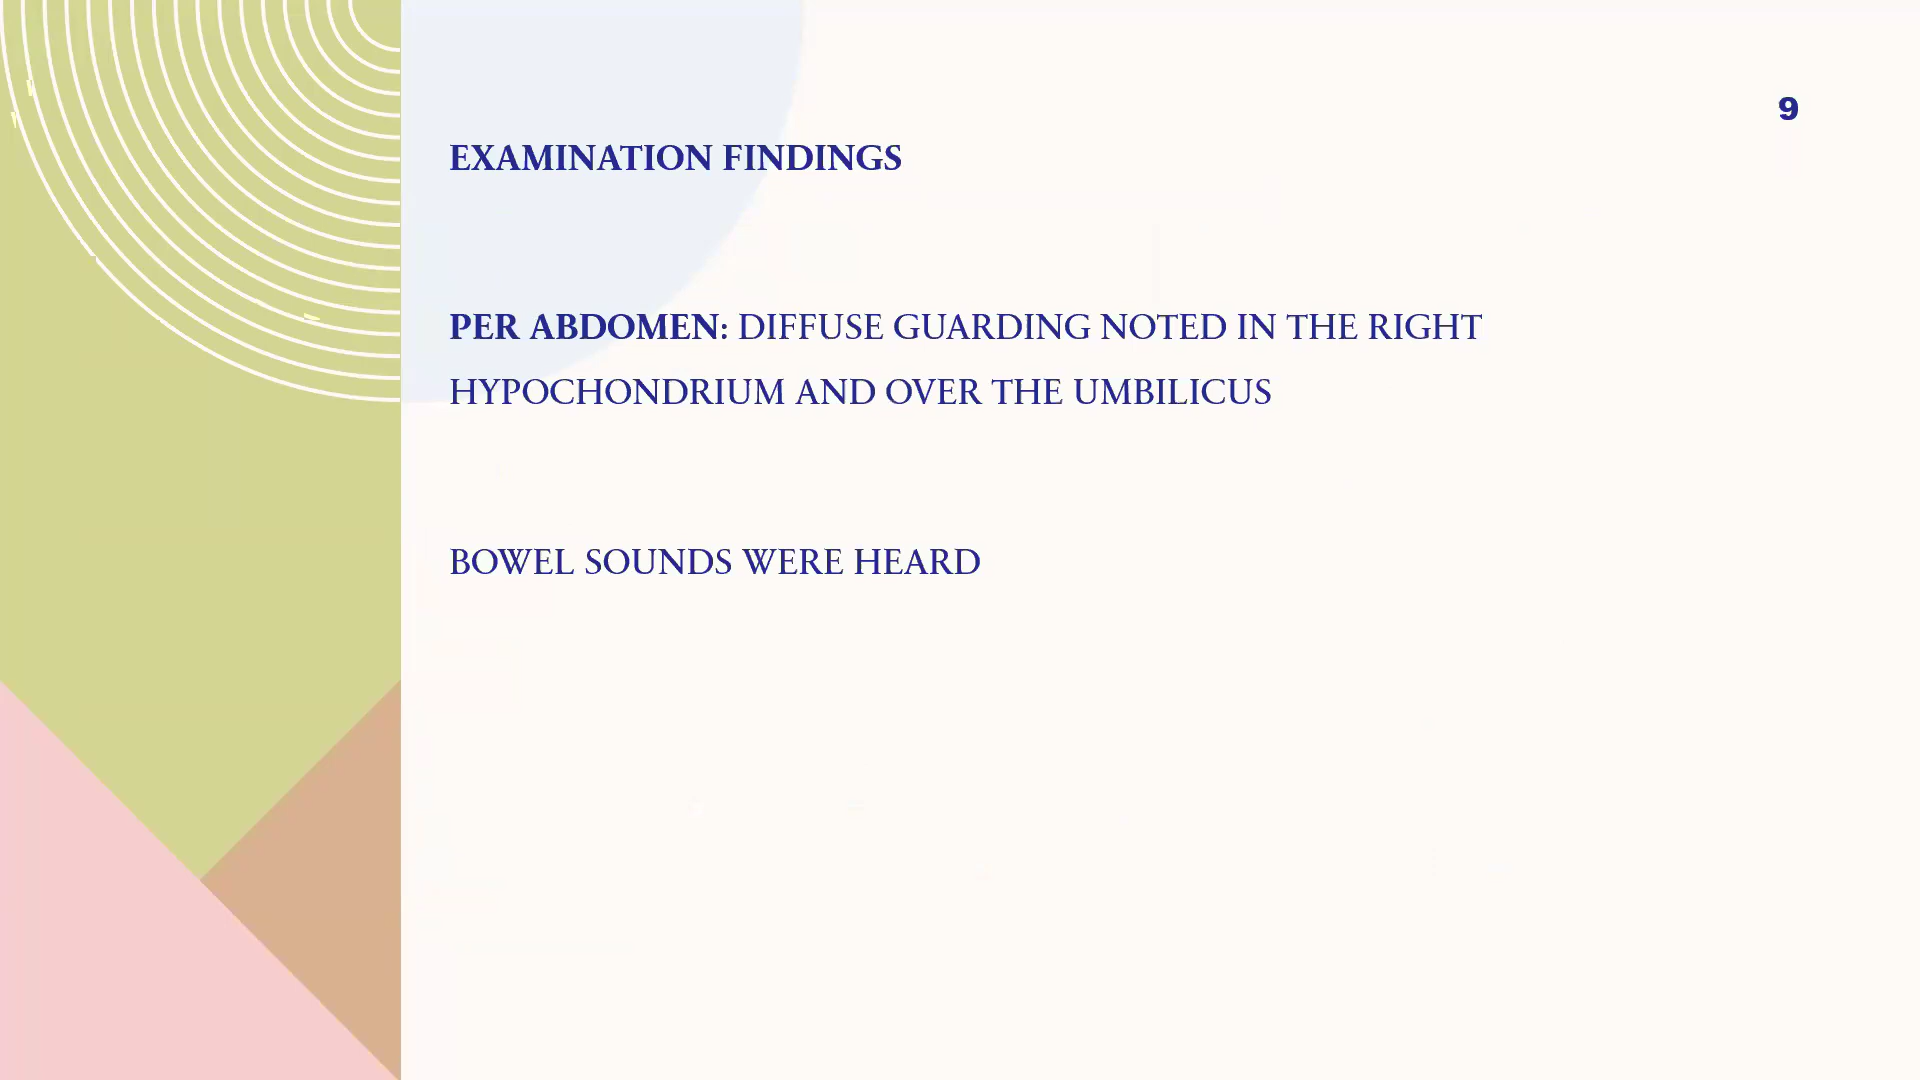 9
EXAMINATION FINDINGS
PER ABDOMEN: DIFFUSE GUARDING NOTED IN THE RIGHT
HYPOCHONDRIUM AND OVER THE UMBILICUS
BOWEL SOUNDS WERE HEARD